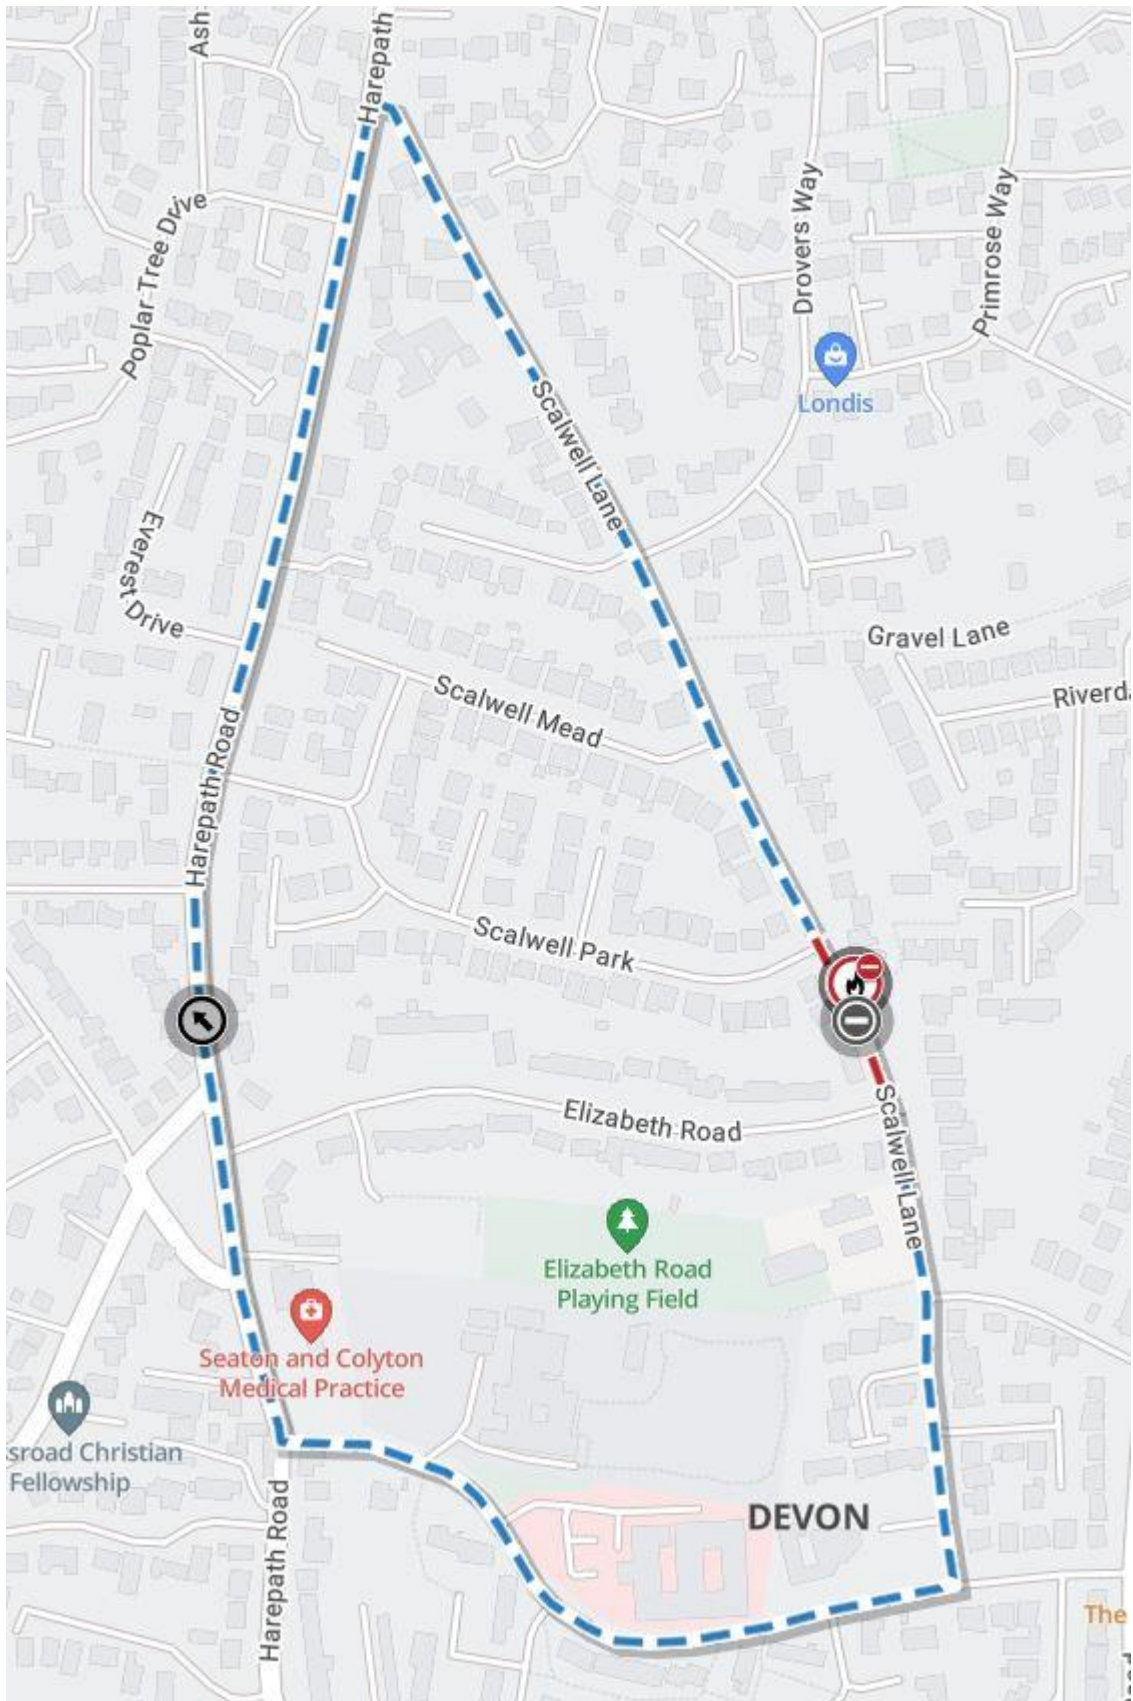 Ash
Harepath
Poplar Tree Drive
Drovers Way
Primrose Way
Londis
Scalwell Lane
Everest Drive
Gravel Lane
Scalwell Mead
Riverda
Harepath Road
Scalwell Park
Elizabeth Road
Scalwell Lane
Elizabeth Road
Playing Field
Seaton and Colyton
Medical Practice
sroad Christian
Fellowship
DEVON
Harepath Road
The